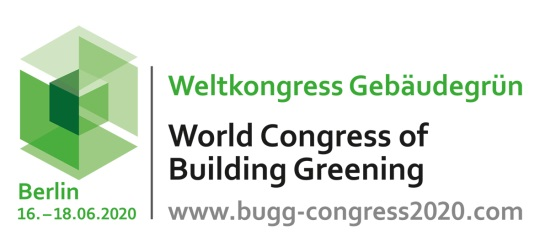 Berlin
16.–18.06.2020
Weltkongress Gebäudegrün
World Congress of
Building Greening
www.bugg-congress2020.com